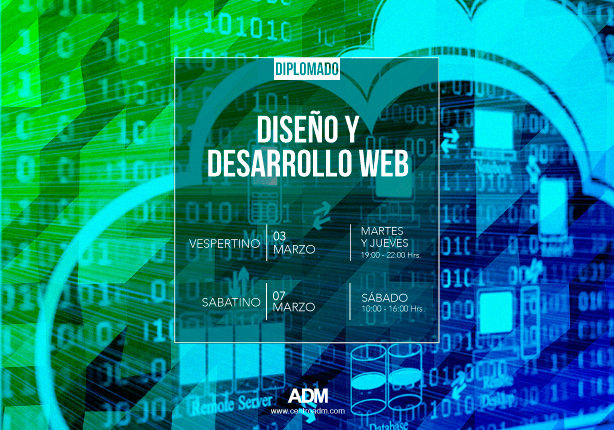 DIPLOMADO
DISEÑO Y
DESARROLLO WEB
VESPERTINO
03
MARZO
MARTES
Y JUEVES
19:00 - 22:00 Hrs.
SABATINO
07
MARZO
SÁBADO
10:00 - 16:00 Hrs.
Remote Server
Database
ADM
www.centroadm.com